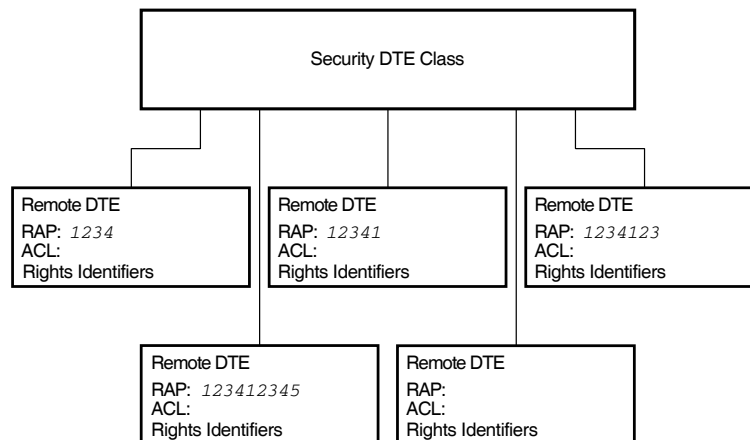 Security DTE Class
Remote DTE
RAP: 1234
ACL:
Rights Identifiers
Remote DTE
RAP: 12341
ACL:
Rights Identifiers
Remote DTE
RAP: 1234123
ACL:
Rights Identifiers
Remote DTE
RAP: 123412345
ACL:
Rights Identifiers
Remote DTE
RAP:
ACL:
Rights Identifiers